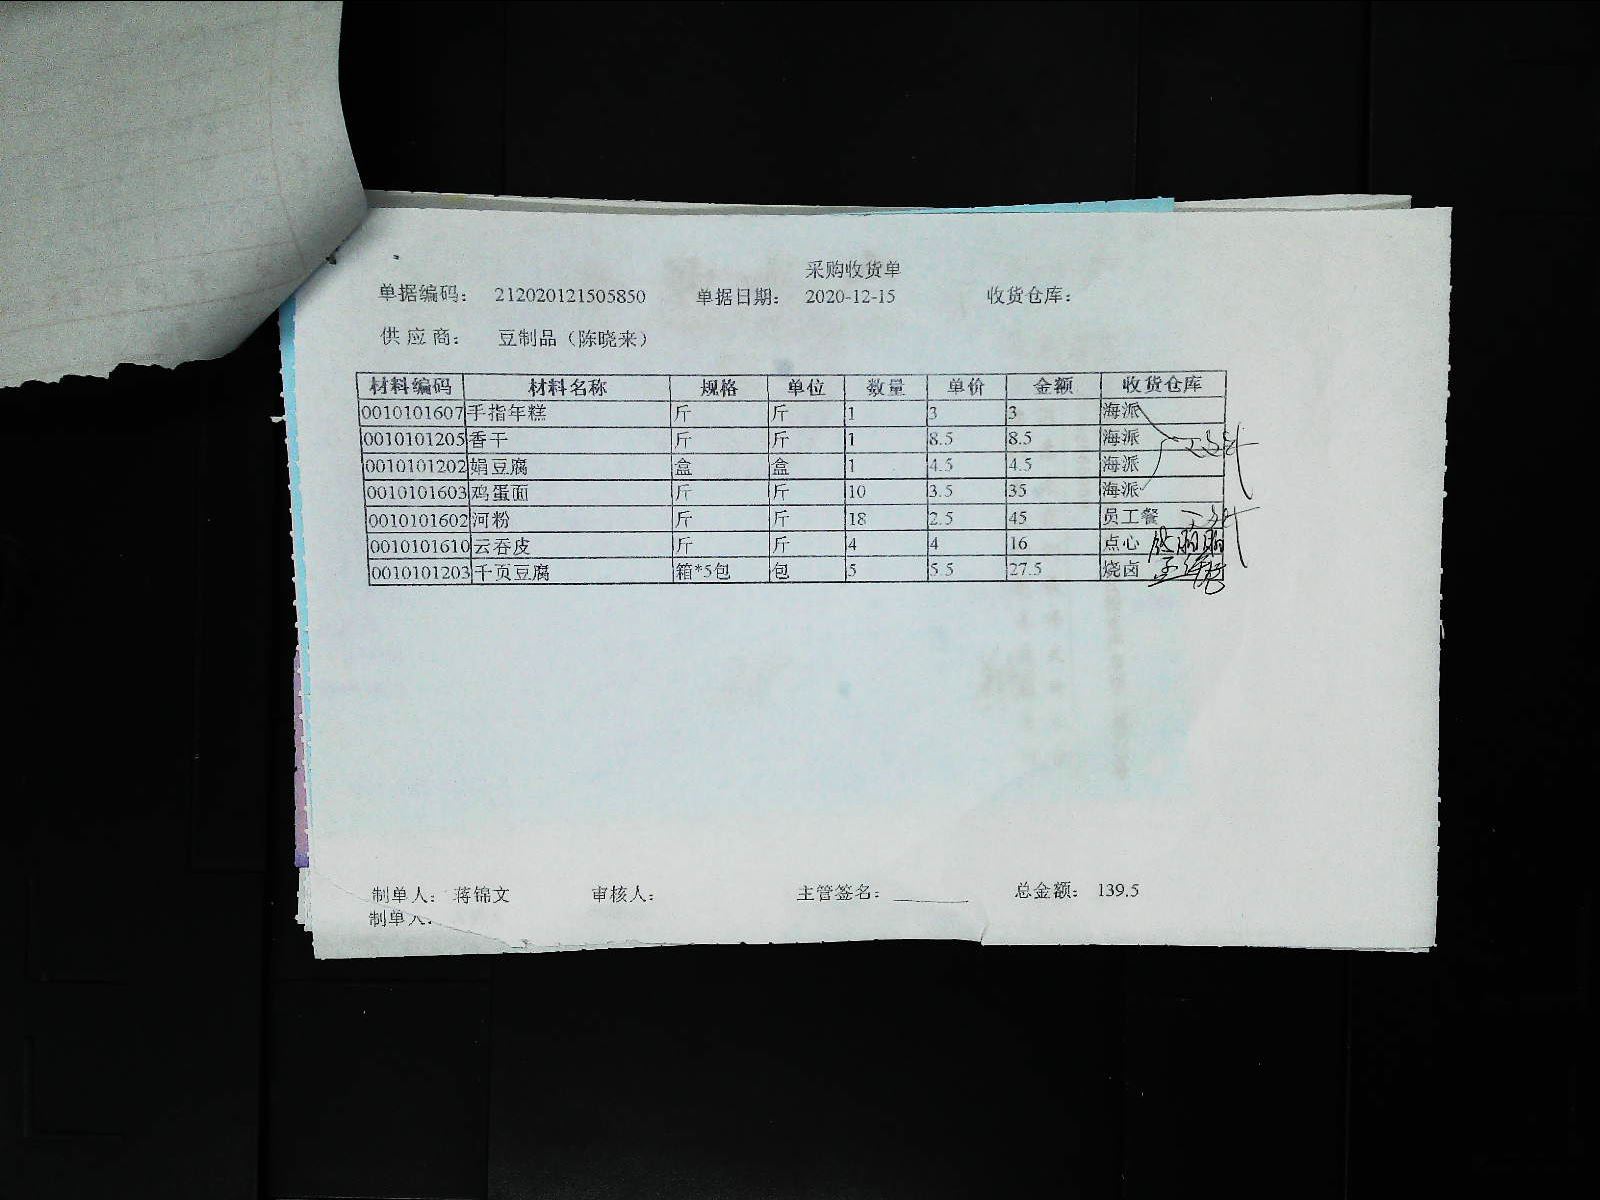 采购收货单
单据编码: 212020121505850 单据日期: 2020-12-15 收货仓库:
供 应 商: 豆制品（陈晓来）
材料编码 材料名称 规格 单位 数量 单价 金额 收货仓库
0010101607 手指年糕 斤 斤 1 3 3 海派
0010101205 香干 斤 斤 1 8.5 8.5 海派
0010101202 娟豆腐 盒 盒 1 4.5 4.5 海派
0010101603 鸡蛋面 斤 斤 10 3.5 35 海派
0010101602 河粉 斤 斤 18 2.5 45 员工餐
0010101610 云吞皮 斤 斤 4 4 16 点心
0010101203 千页豆腐 箱*5包 包 5 5.5 27.5 烧卤
制单人: 蒋锦文 审核人: 主管签名: 总金额: 139.5
制单人: